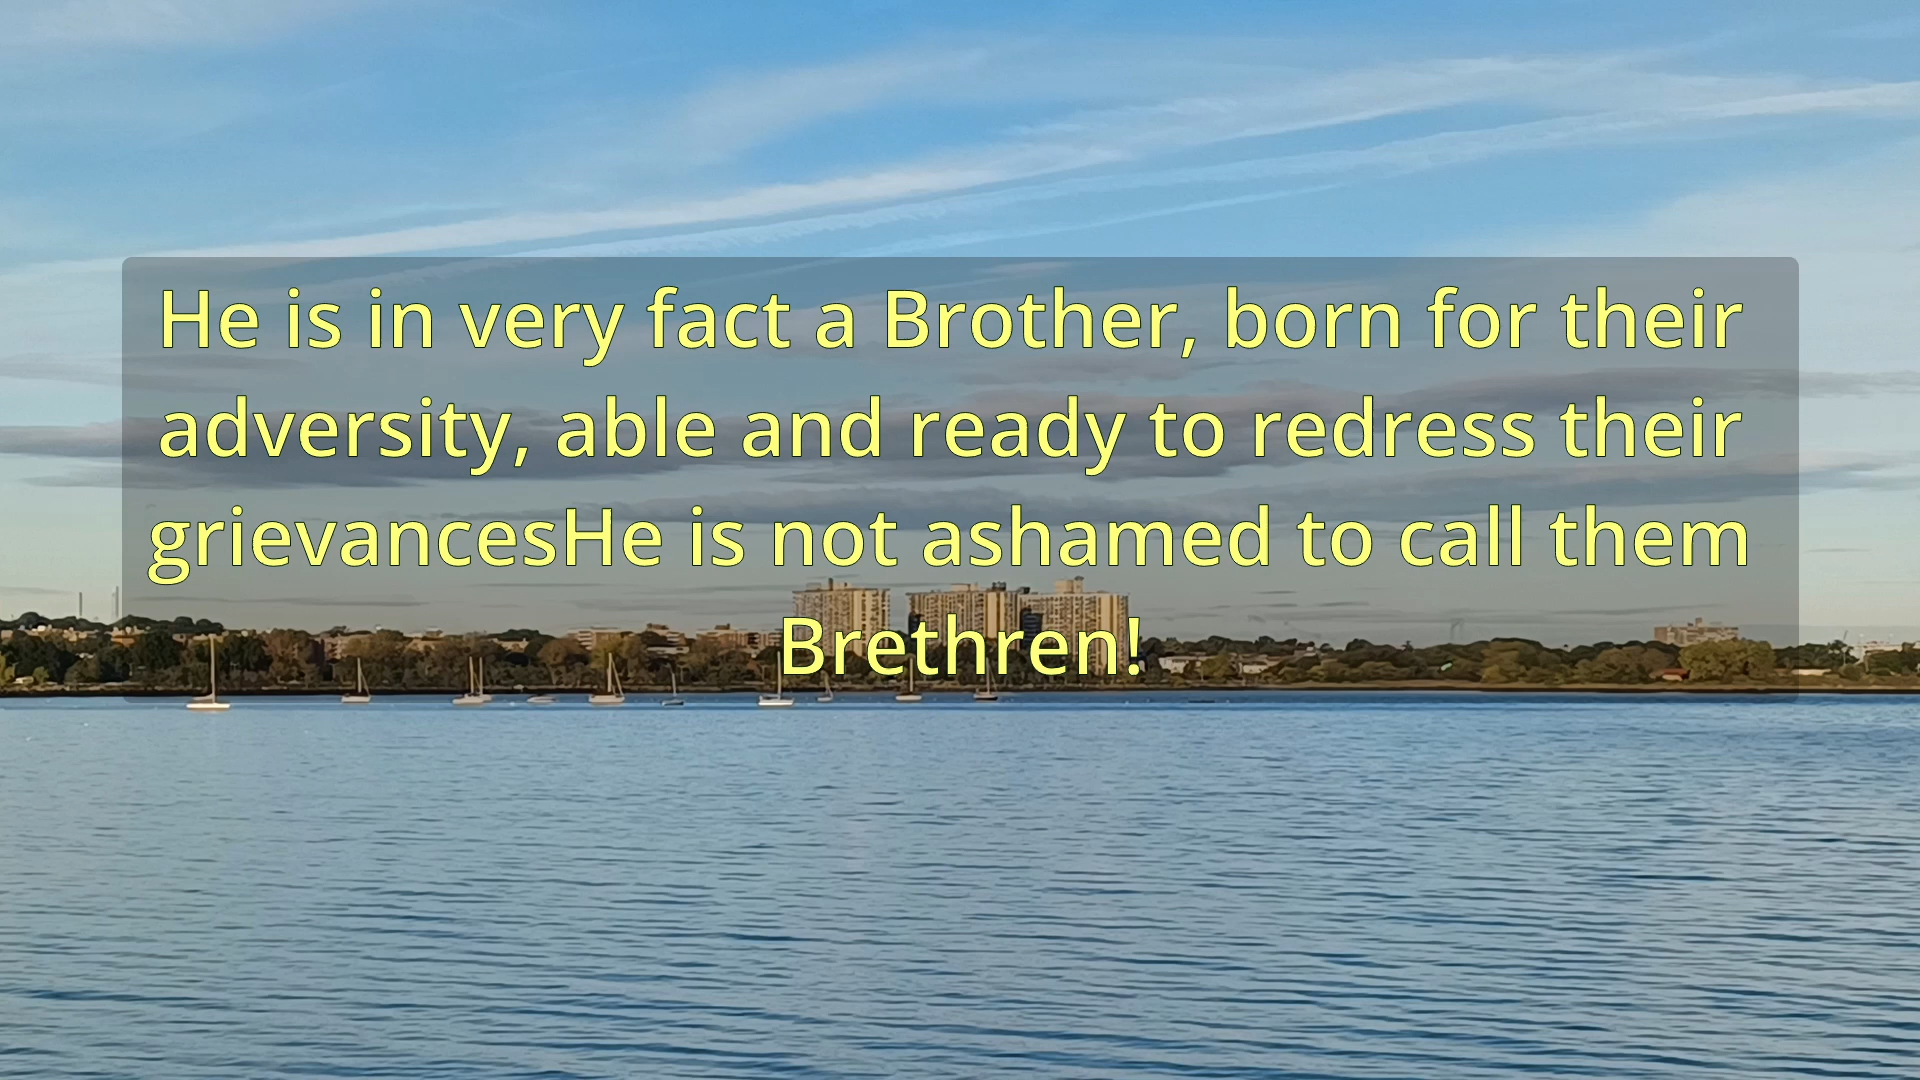 He is in very fact a Brother, born for their
adversity, able and ready to redress their
grievancesHe is not ashamed to call them
Brethren!